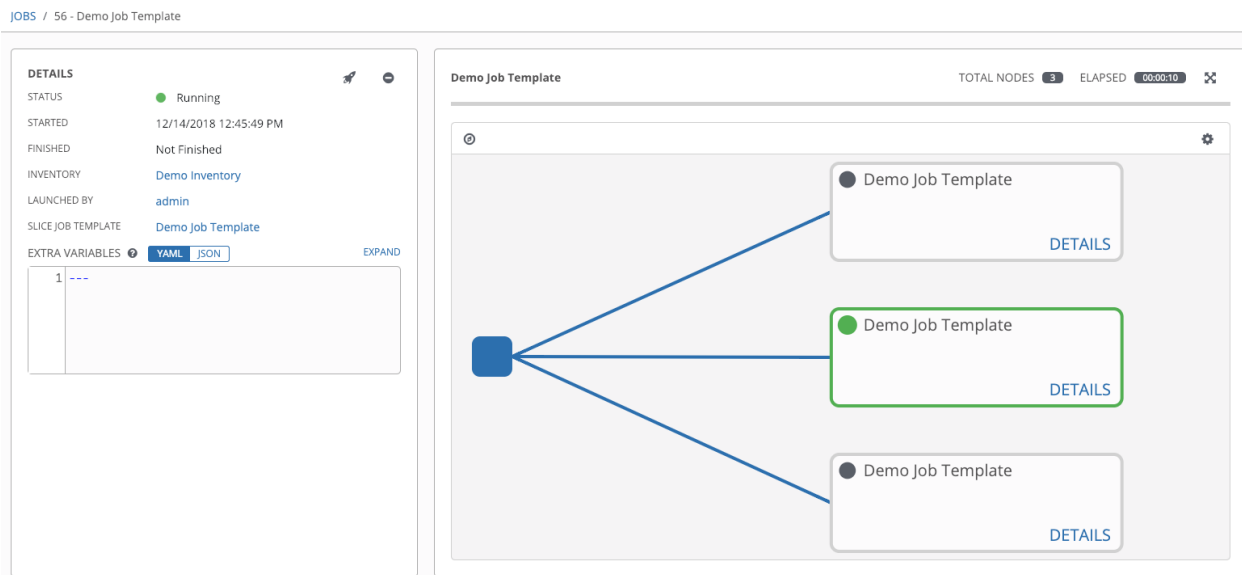 JOBS / 56 - Demo Job Template
DETAILS
STATUS Running
STARTED 12/14/2018 12:45:49 PM
FINISHED Not Finished
INVENTORY Demo Inventory
LAUNCHED BY admin
SLICE JOB TEMPLATE Demo Job Template
EXTRA VARIABLES ? YAML JSON EXPAND
1 ---
Demo Job Template TOTAL NODES 3 ELAPSED 00:00:10
Demo Job Template
DETAILS
Demo Job Template
DETAILS
Demo Job Template
DETAILS